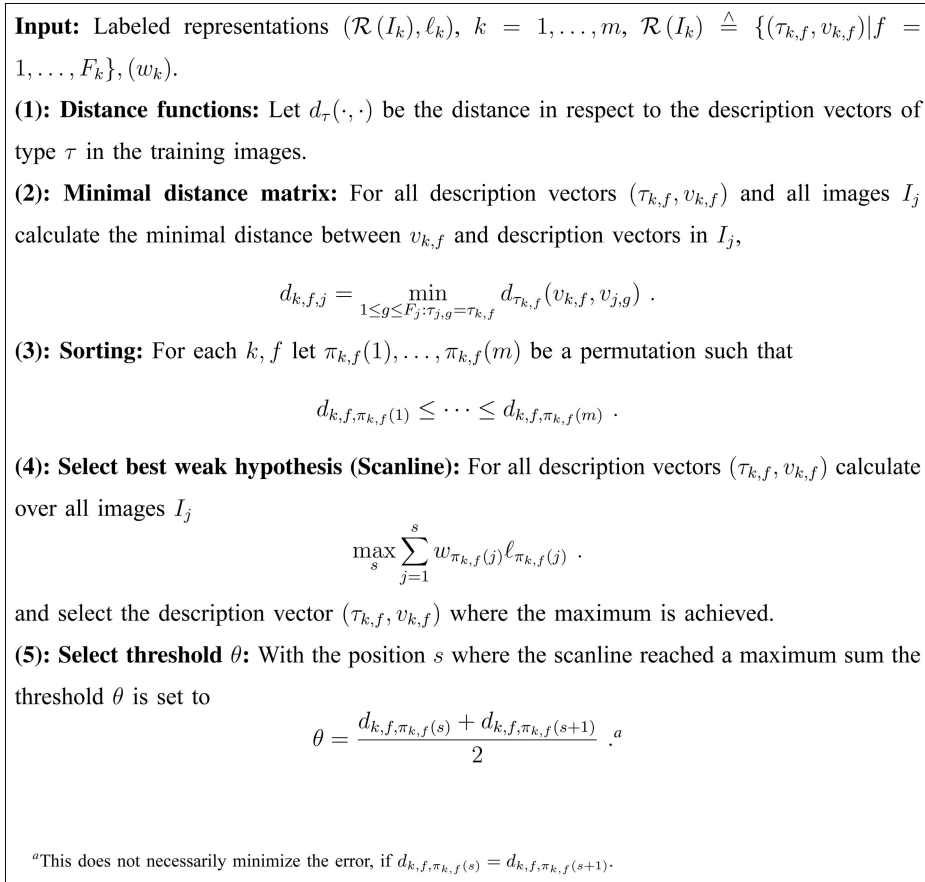 Input: Labeled representations (R(I_k), ℓ_k), k = 1, . . . , m, R(I_k) ≜ {(τ_{k,f}, v_{k,f})|f =
1, . . . , F_k}, (w_k).
(1): Distance functions: Let d_τ(·, ·) be the distance in respect to the description vectors of
type τ in the training images.
(2): Minimal distance matrix: For all description vectors (τ_{k,f}, v_{k,f}) and all images I_j
calculate the minimal distance between v_{k,f} and description vectors in I_j,
d_{k,f,j} = min_{1≤g≤F_j:τ_{j,g}=τ_{k,f}} d_{τ_{k,f}}(v_{k,f}, v_{j,g}) .
(3): Sorting: For each k, f let π_{k,f}(1), . . . , π_{k,f}(m) be a permutation such that
d_{k,f,π_{k,f}(1)} ≤ · · · ≤ d_{k,f,π_{k,f}(m)} .
(4): Select best weak hypothesis (Scanline): For all description vectors (τ_{k,f}, v_{k,f}) calculate
over all images I_j
max_s ∑_{j=1}^{s} w_{π_{k,f}(j)} ℓ_{π_{k,f}(j)} .
and select the description vector (τ_{k,f}, v_{k,f}) where the maximum is achieved.
(5): Select threshold θ: With the position s where the scanline reached a maximum sum the
threshold θ is set to
θ = (d_{k,f,π_{k,f}(s)} + d_{k,f,π_{k,f}(s+1)}) / 2 .^a
^aThis does not necessarily minimize the error, if d_{k,f,π_{k,f}(s)} = d_{k,f,π_{k,f}(s+1)}.